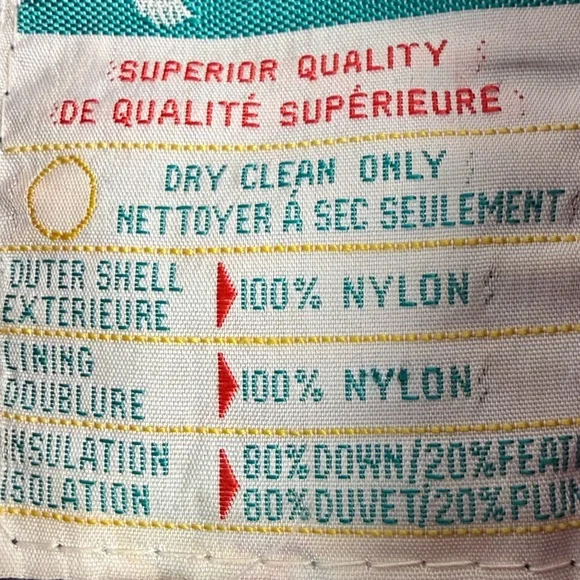 SUPERIOR QUALITY
DE QUALITÉ SUPÉRIEURE
DRY CLEAN ONLY
NETTOYER À SEC SEULEMENT
OUTER SHELL
EXTERIEURE
100% NYLON
LINING
DOUBLURE
100% NYLON
INSULATION
ISOLATION
80% DOWN/20% FEAT
80% DUVET/20% PLUM